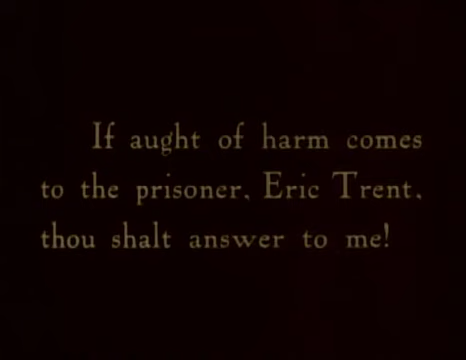 If aught of harm comes
to the prisoner, Eric Trent,
thou shalt answer to me!